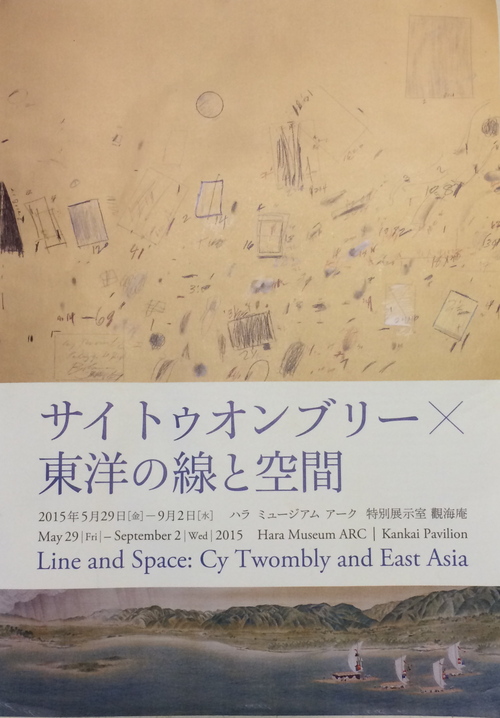 サイ トゥオンブリー×
東洋の線と空間
2015年5月29日[金]－9月2日[水] ハラ ミュージアム アーク 特別展示室 觀海庵
May 29|Fri|– September 2|Wed|2015 Hara Museum ARC | Kankai Pavilion
Line and Space: Cy Twombly and East Asia